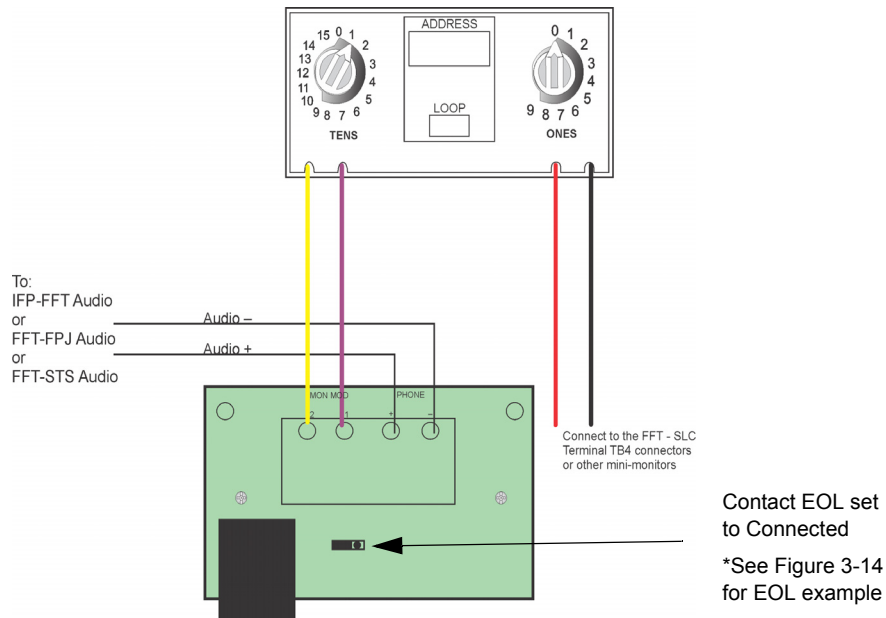 ADDRESS
LOOP
15 0 1 2 3 4 5 6 7 8 9 10 11 12 13 14
TENS
0 1 2 3 4 5 6 7 8 9
ONES
To:
IFP-FFT Audio
or
FFT-FPJ Audio
or
FFT-STS Audio
Audio –
Audio +
MON MOD PHONE
2 1 + –
Connect to the FFT - SLC
Terminal TB4 connectors
or other mini-monitors
Contact EOL set
to Connected
*See Figure 3-14
for EOL example